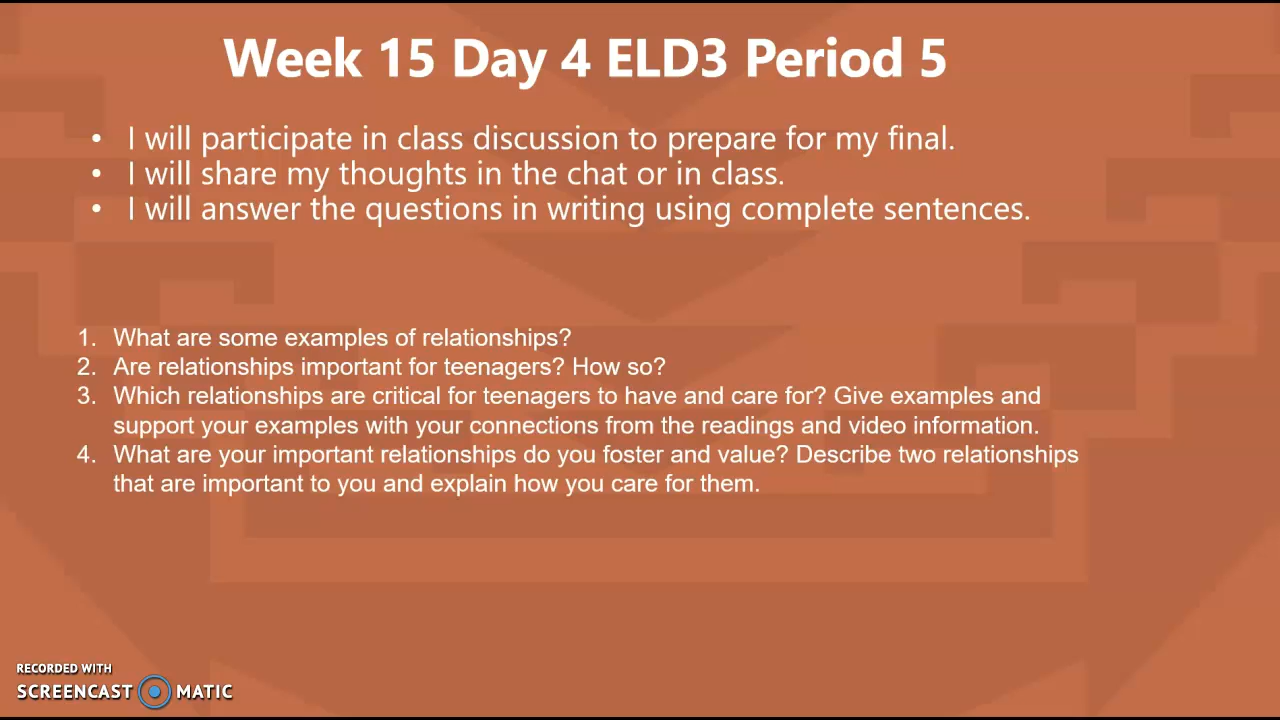 Week 15 Day 4 ELD3 Period 5
• I will participate in class discussion to prepare for my final.
• I will share my thoughts in the chat or in class.
• I will answer the questions in writing using complete sentences.
1. What are some examples of relationships?
2. Are relationships important for teenagers? How so?
3. Which relationships are critical for teenagers to have and care for? Give examples and
support your examples with your connections from the readings and video information.
4. What are your important relationships do you foster and value? Describe two relationships
that are important to you and explain how you care for them.
RECORDED WITH
SCREENCAST MATIC